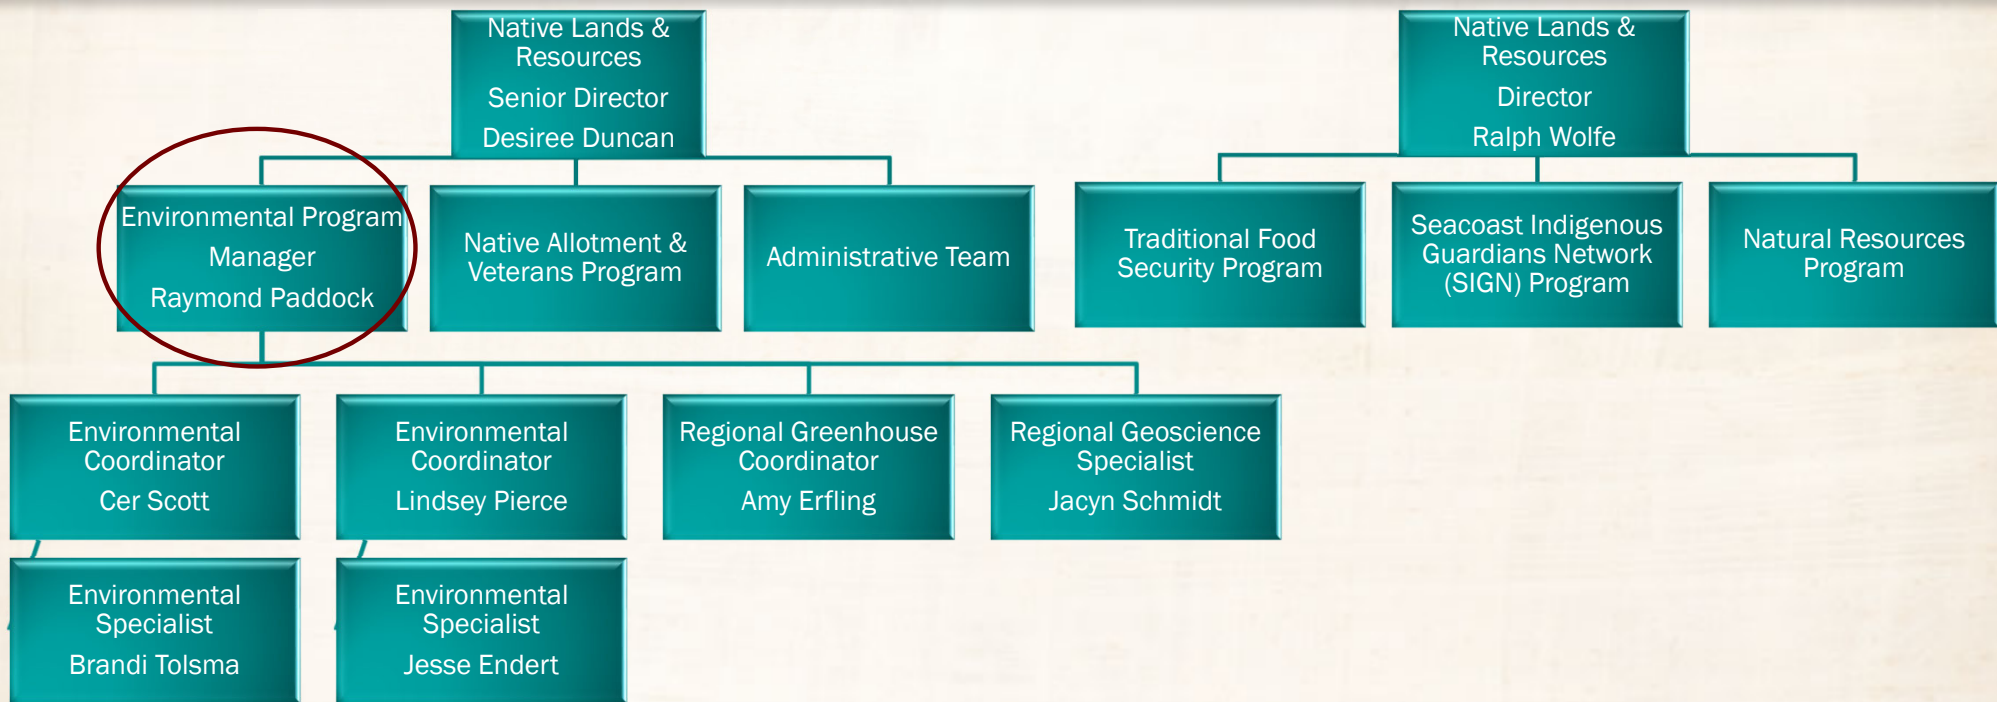 Native Lands &
Resources
Senior Director
Desiree Duncan
Native Lands &
Resources
Director
Ralph Wolfe
Environmental Program
Manager
Raymond Paddock
Native Allotment &
Veterans Program
Administrative Team
Traditional Food
Security Program
Seacoast Indigenous
Guardians Network
(SIGN) Program
Natural Resources
Program
Environmental
Coordinator
Cer Scott
Environmental
Coordinator
Lindsey Pierce
Regional Greenhouse
Coordinator
Amy Erfling
Regional Geoscience
Specialist
Jacyn Schmidt
Environmental
Specialist
Brandi Tolsma
Environmental
Specialist
Jesse Endert